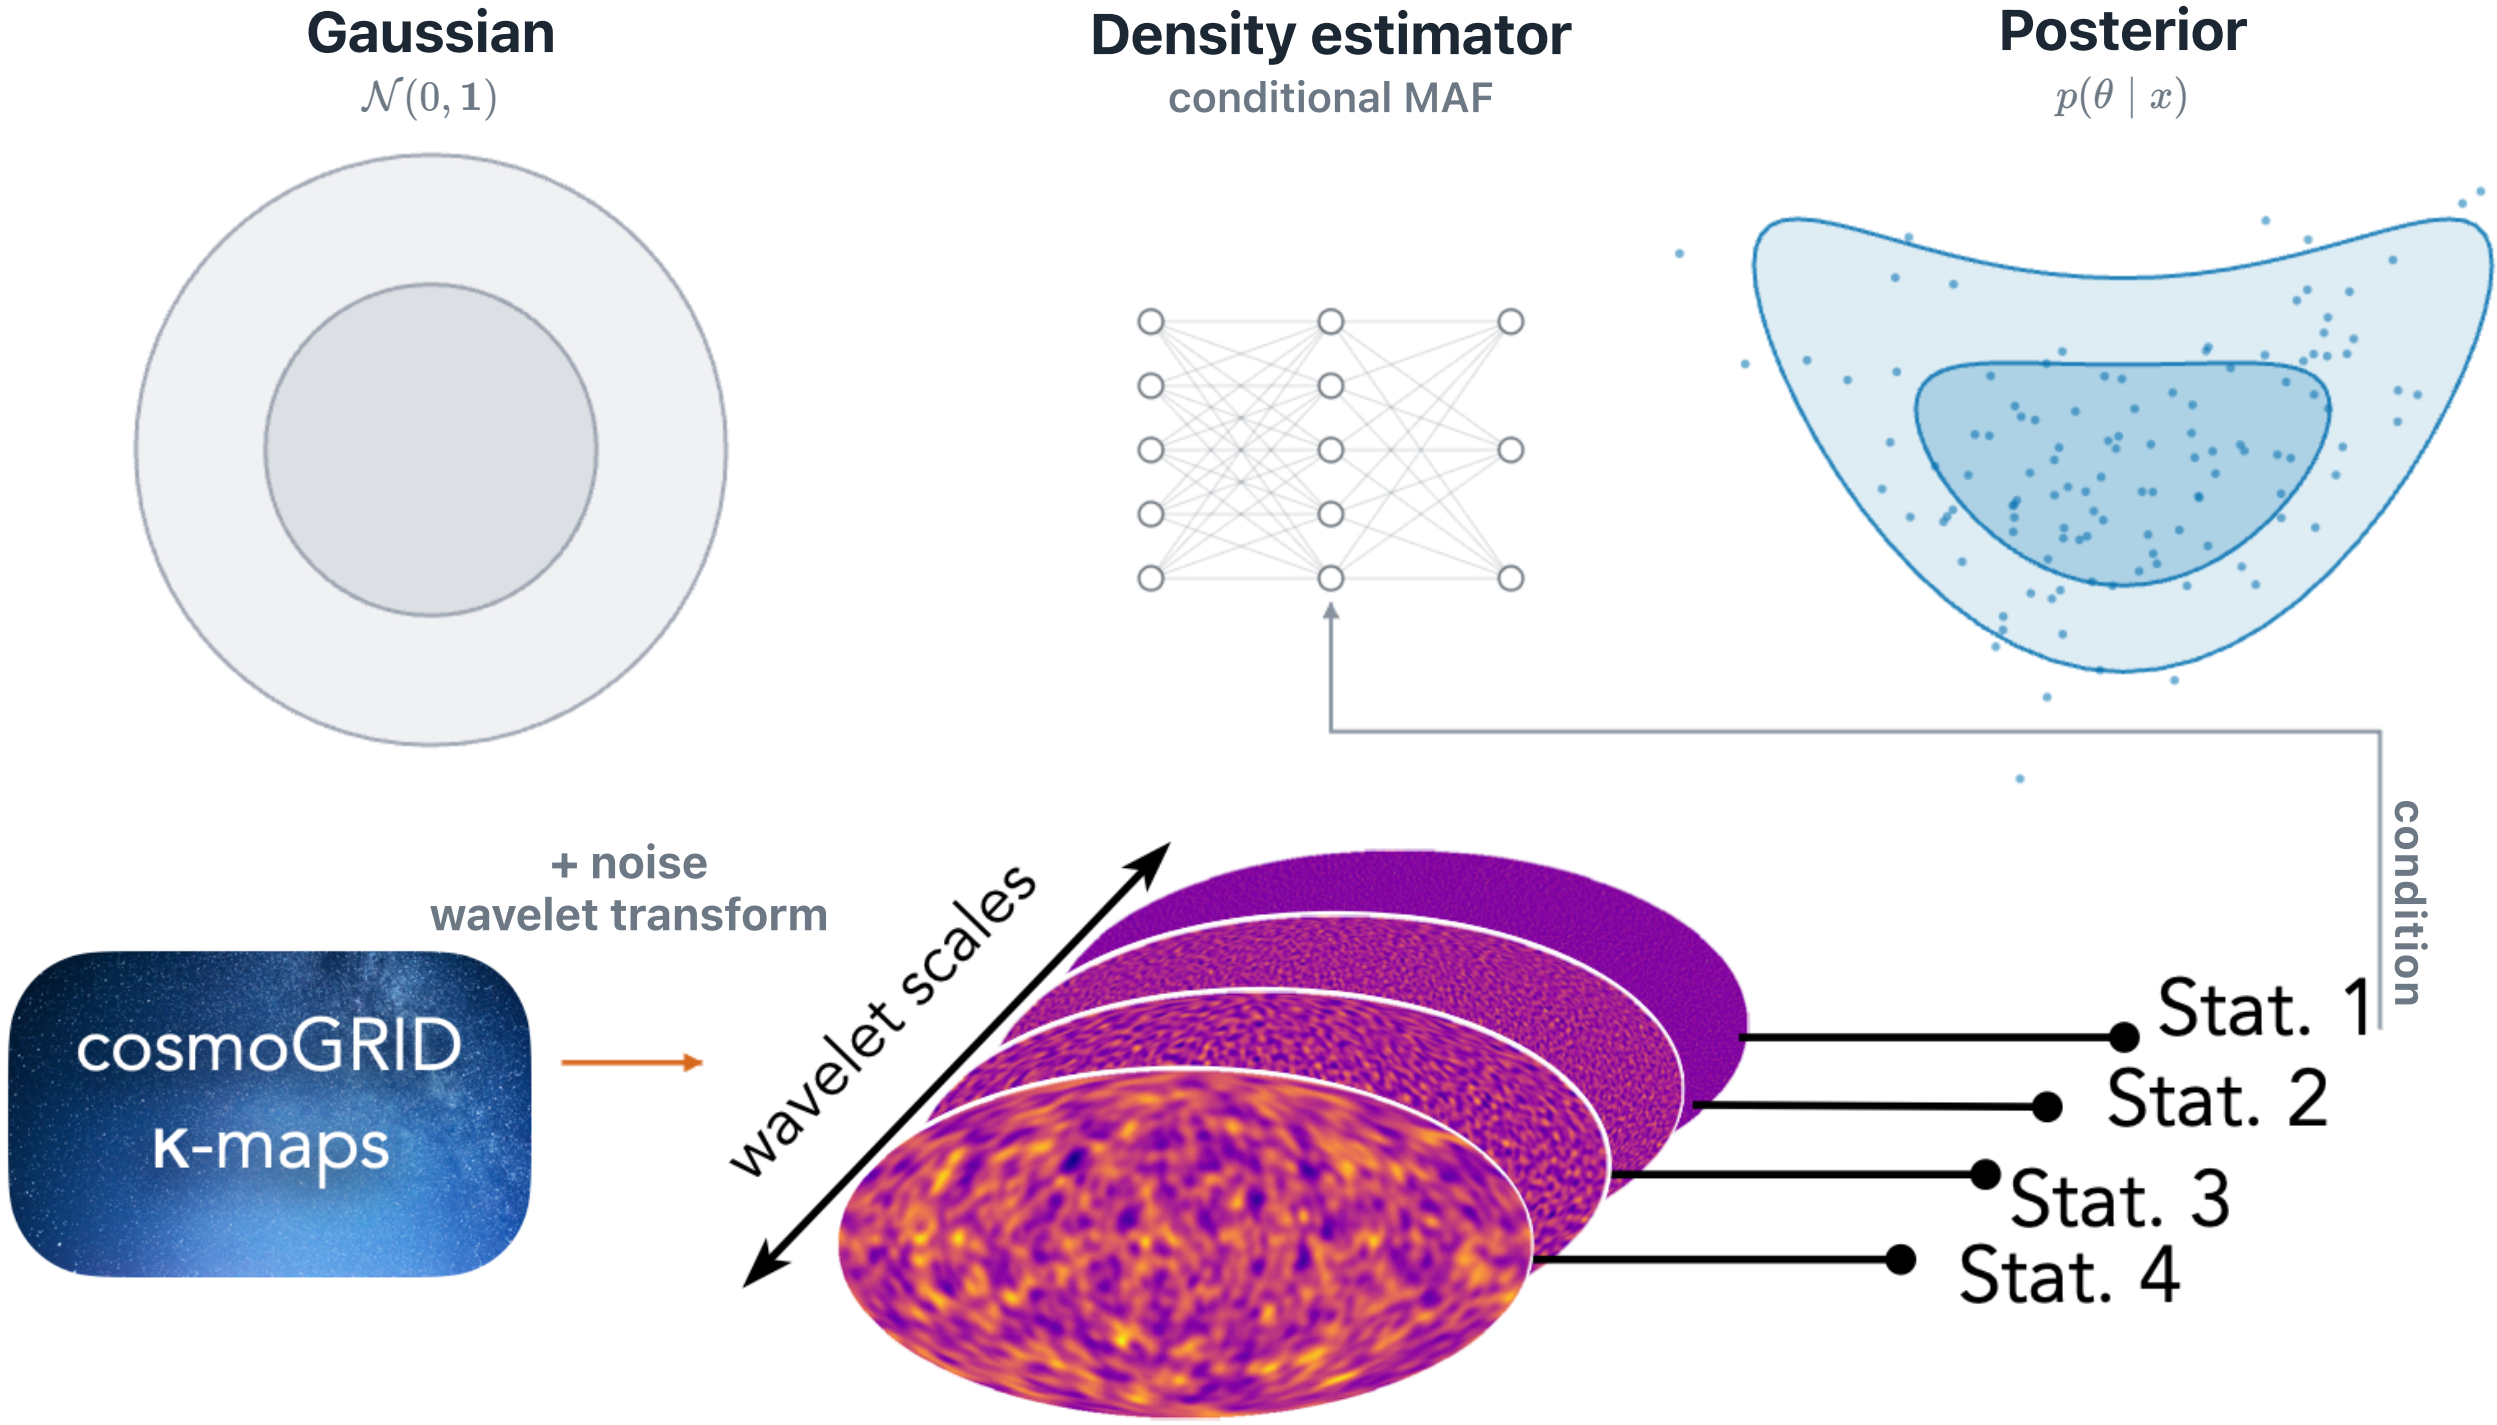 Gaussian
𝒩(0, 1)
Density estimator
conditional MAF
Posterior
p(θ | x)
+ noise
wavelet transform
cosmoGRID
κ-maps
wavelet scales
condition
Stat. 1
Stat. 2
Stat. 3
Stat. 4